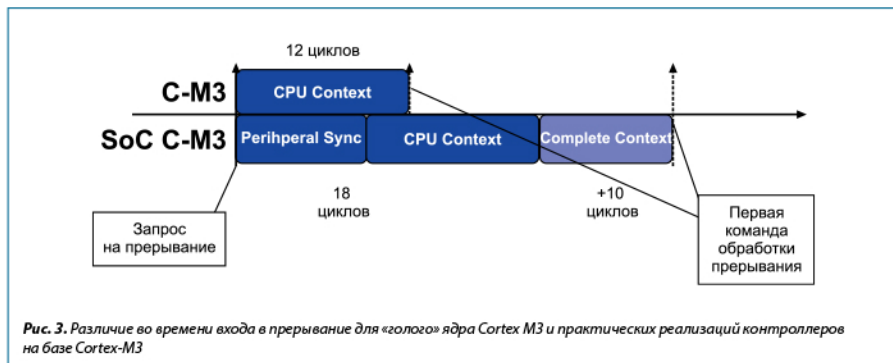 12 циклов
C-M3
CPU Context
SoC C-M3
Perihperal Sync
CPU Context
Complete Context
18
циклов
+10
циклов
Запрос
на прерывание
Первая
команда
обработки
прерывания
Рис. 3. Различие во времени входа в прерывание для «голого» ядра Cortex M3 и практических реализаций контроллеров
на базе Cortex-M3